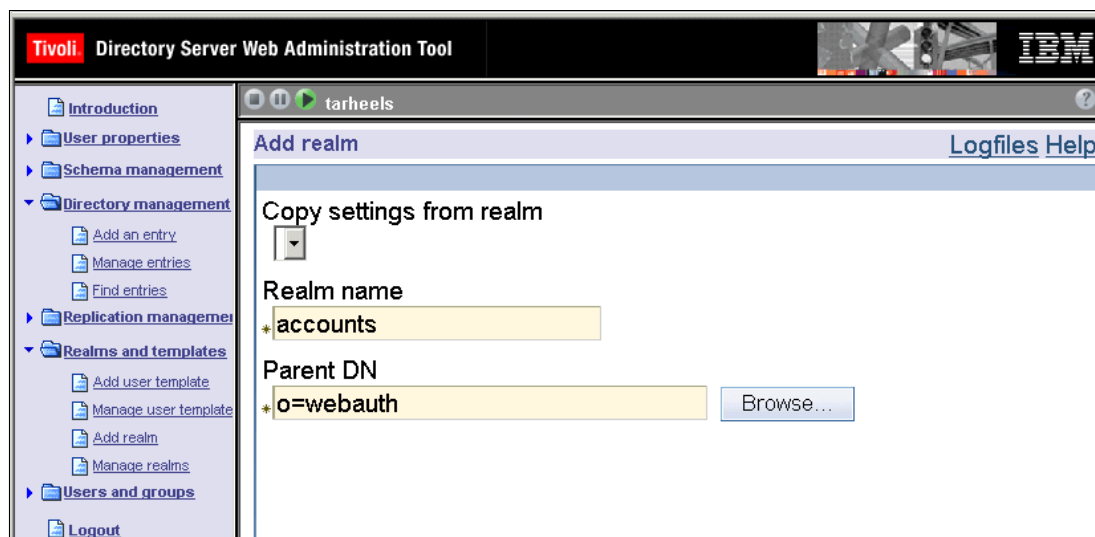 Tivoli. Directory Server Web Administration Tool
IBM
Introduction
User properties
Schema management
Directory management
Add an entry
Manage entries
Find entries
Replication managemer
Realms and templates
Add user template
Manage user template
Add realm
Manage realms
Users and groups
Logout
tarheels
?
Add realm
Logfiles Help
Copy settings from realm
Realm name
*accounts
Parent DN
*o=webauth
Browse...